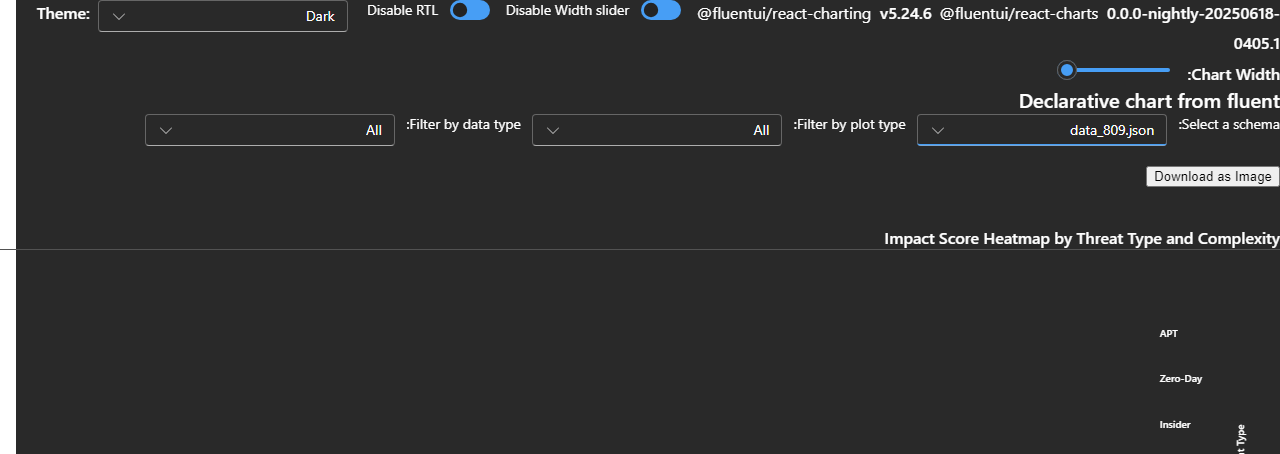 Theme: Dark Disable RTL Disable Width slider @fluentui/react-charting v5.24.6 @fluentui/react-charts 0.0.0-nightly-20250618-
0405.1
:Chart Width
Declarative chart from fluent
:Select a schema data_809.json :Filter by plot type All :Filter by data type All
Download as Image
Impact Score Heatmap by Threat Type and Complexity
APT
Zero-Day
Insider
Type